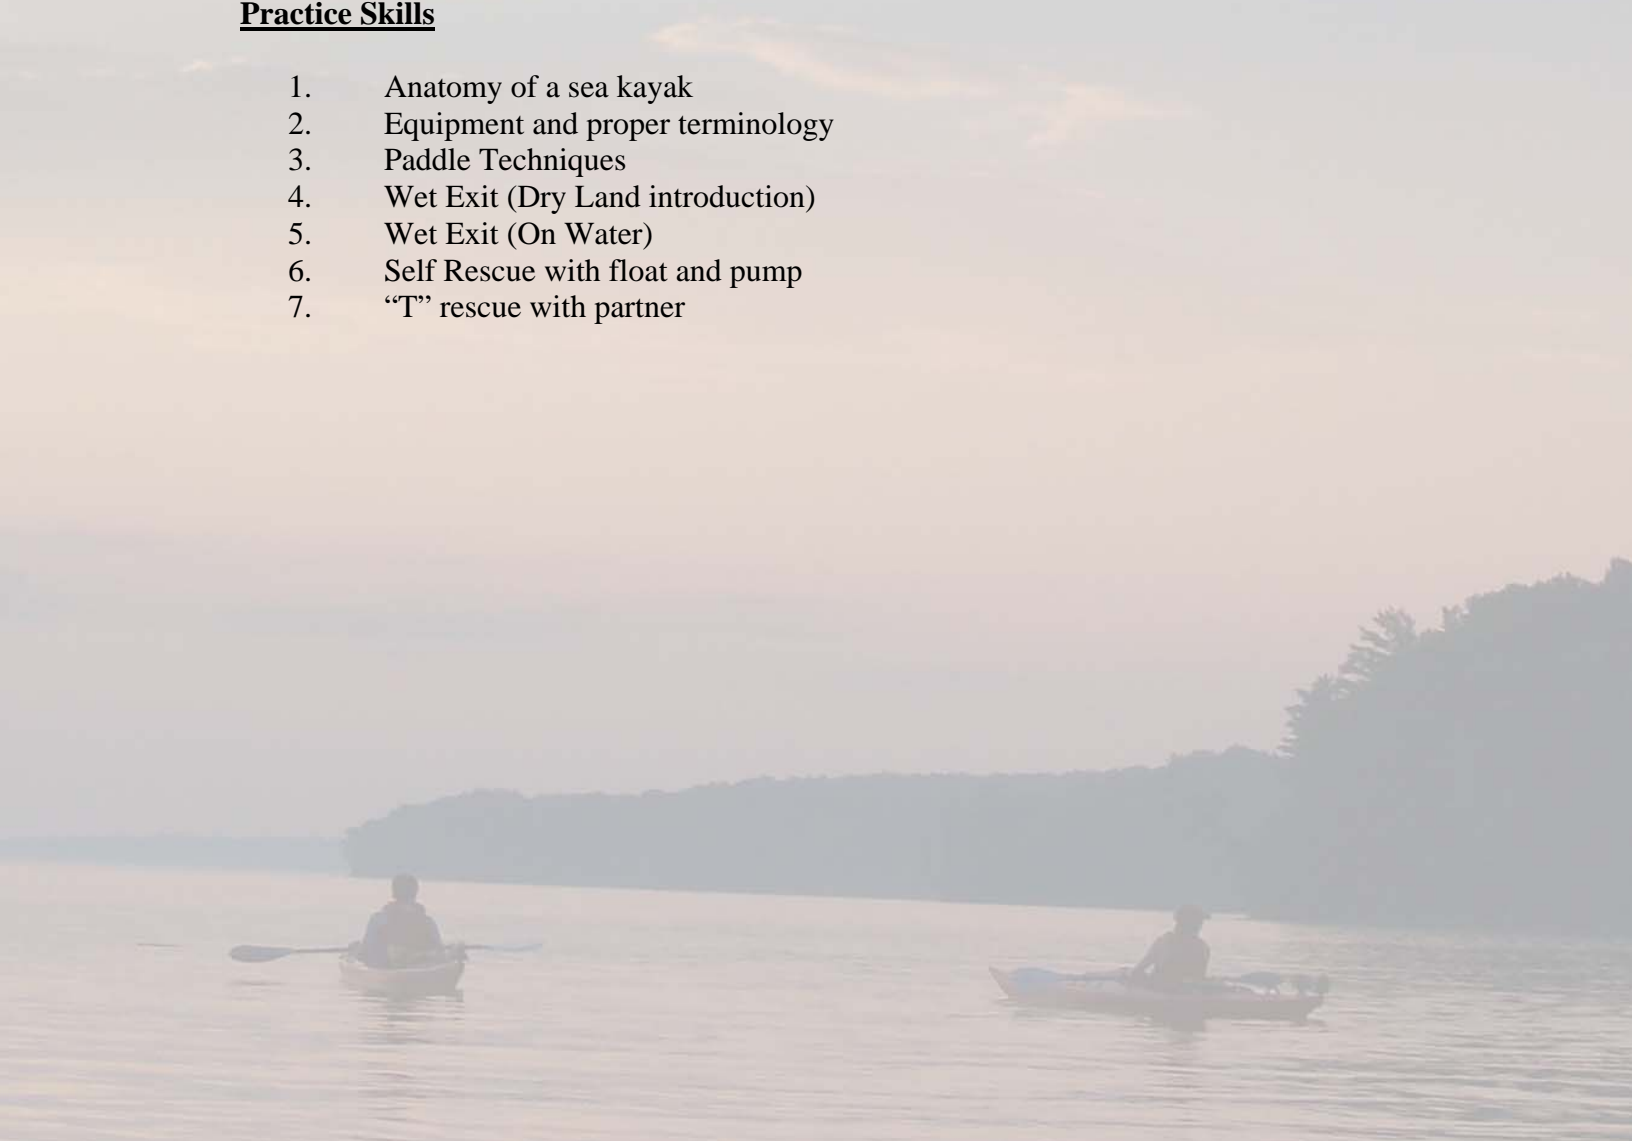 Practice Skills
1. Anatomy of a sea kayak
2. Equipment and proper terminology
3. Paddle Techniques
4. Wet Exit (Dry Land introduction)
5. Wet Exit (On Water)
6. Self Rescue with float and pump
7. “T” rescue with partner